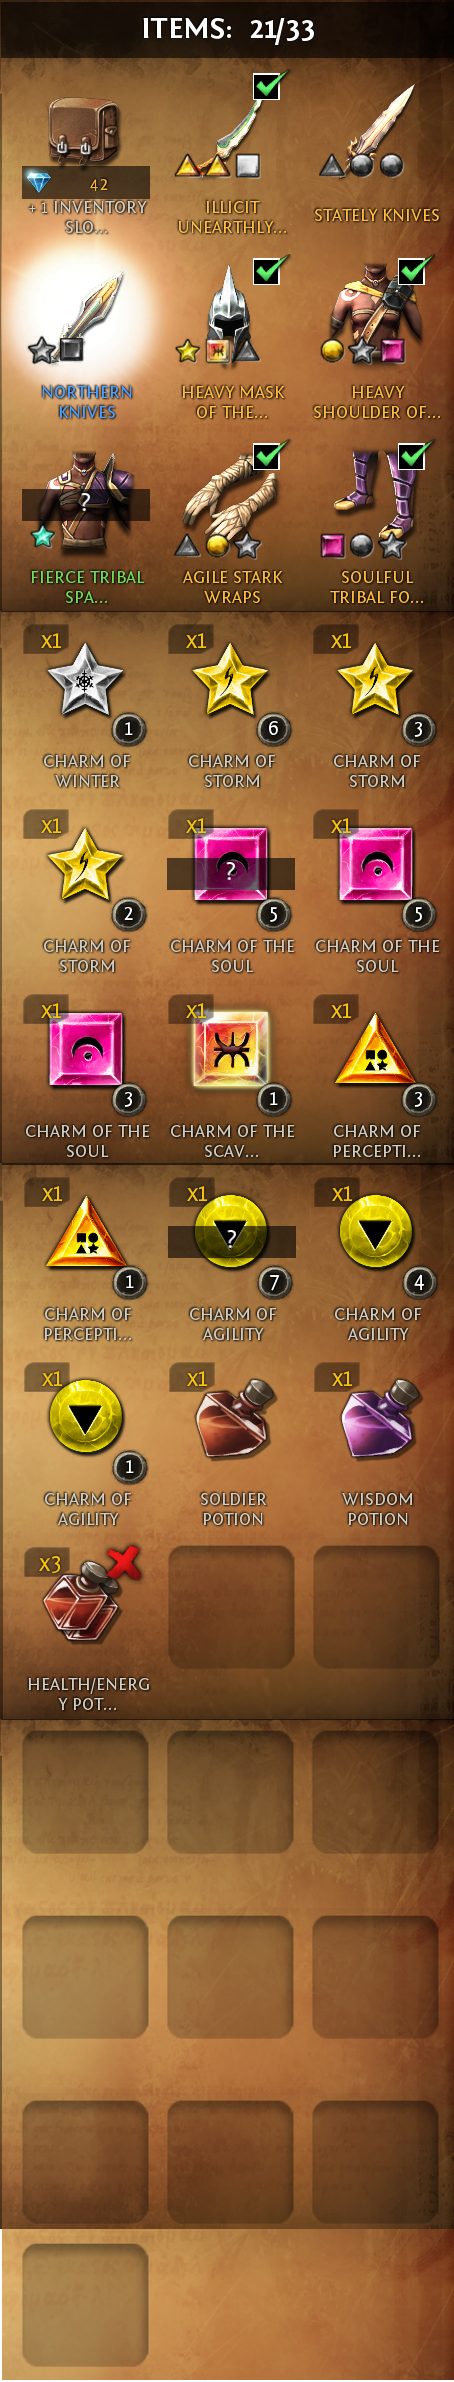 ITEMS: 21/33
42
+1 INVENTORY
SLO...
ILLICIT
UNEARTHLY...
STATELY KNIVES
NORTHERN
KNIVES
HEAVY MASK
OF THE...
HEAVY
SHOULDER OF...
?
FIERCE TRIBAL
SPA...
AGILE STARK
WRAPS
SOULFUL
TRIBAL FO...
X1
1
CHARM OF
WINTER
X1
6
CHARM OF
STORM
X1
3
CHARM OF
STORM
X1
2
CHARM OF
STORM
X1
?
5
CHARM OF THE
SOUL
X1
5
CHARM OF THE
SOUL
X1
3
CHARM OF THE
SOUL
X1
1
CHARM OF THE
SCAV...
X1
3
CHARM OF
PERCEPTI...
X1
1
CHARM OF
PERCEPTI...
X1
?
7
CHARM OF
AGILITY
X1
4
CHARM OF
AGILITY
X1
1
CHARM OF
AGILITY
X1
SOLDIER
POTION
X1
WISDOM
POTION
X3
HEALTH/ENERG
Y POT...